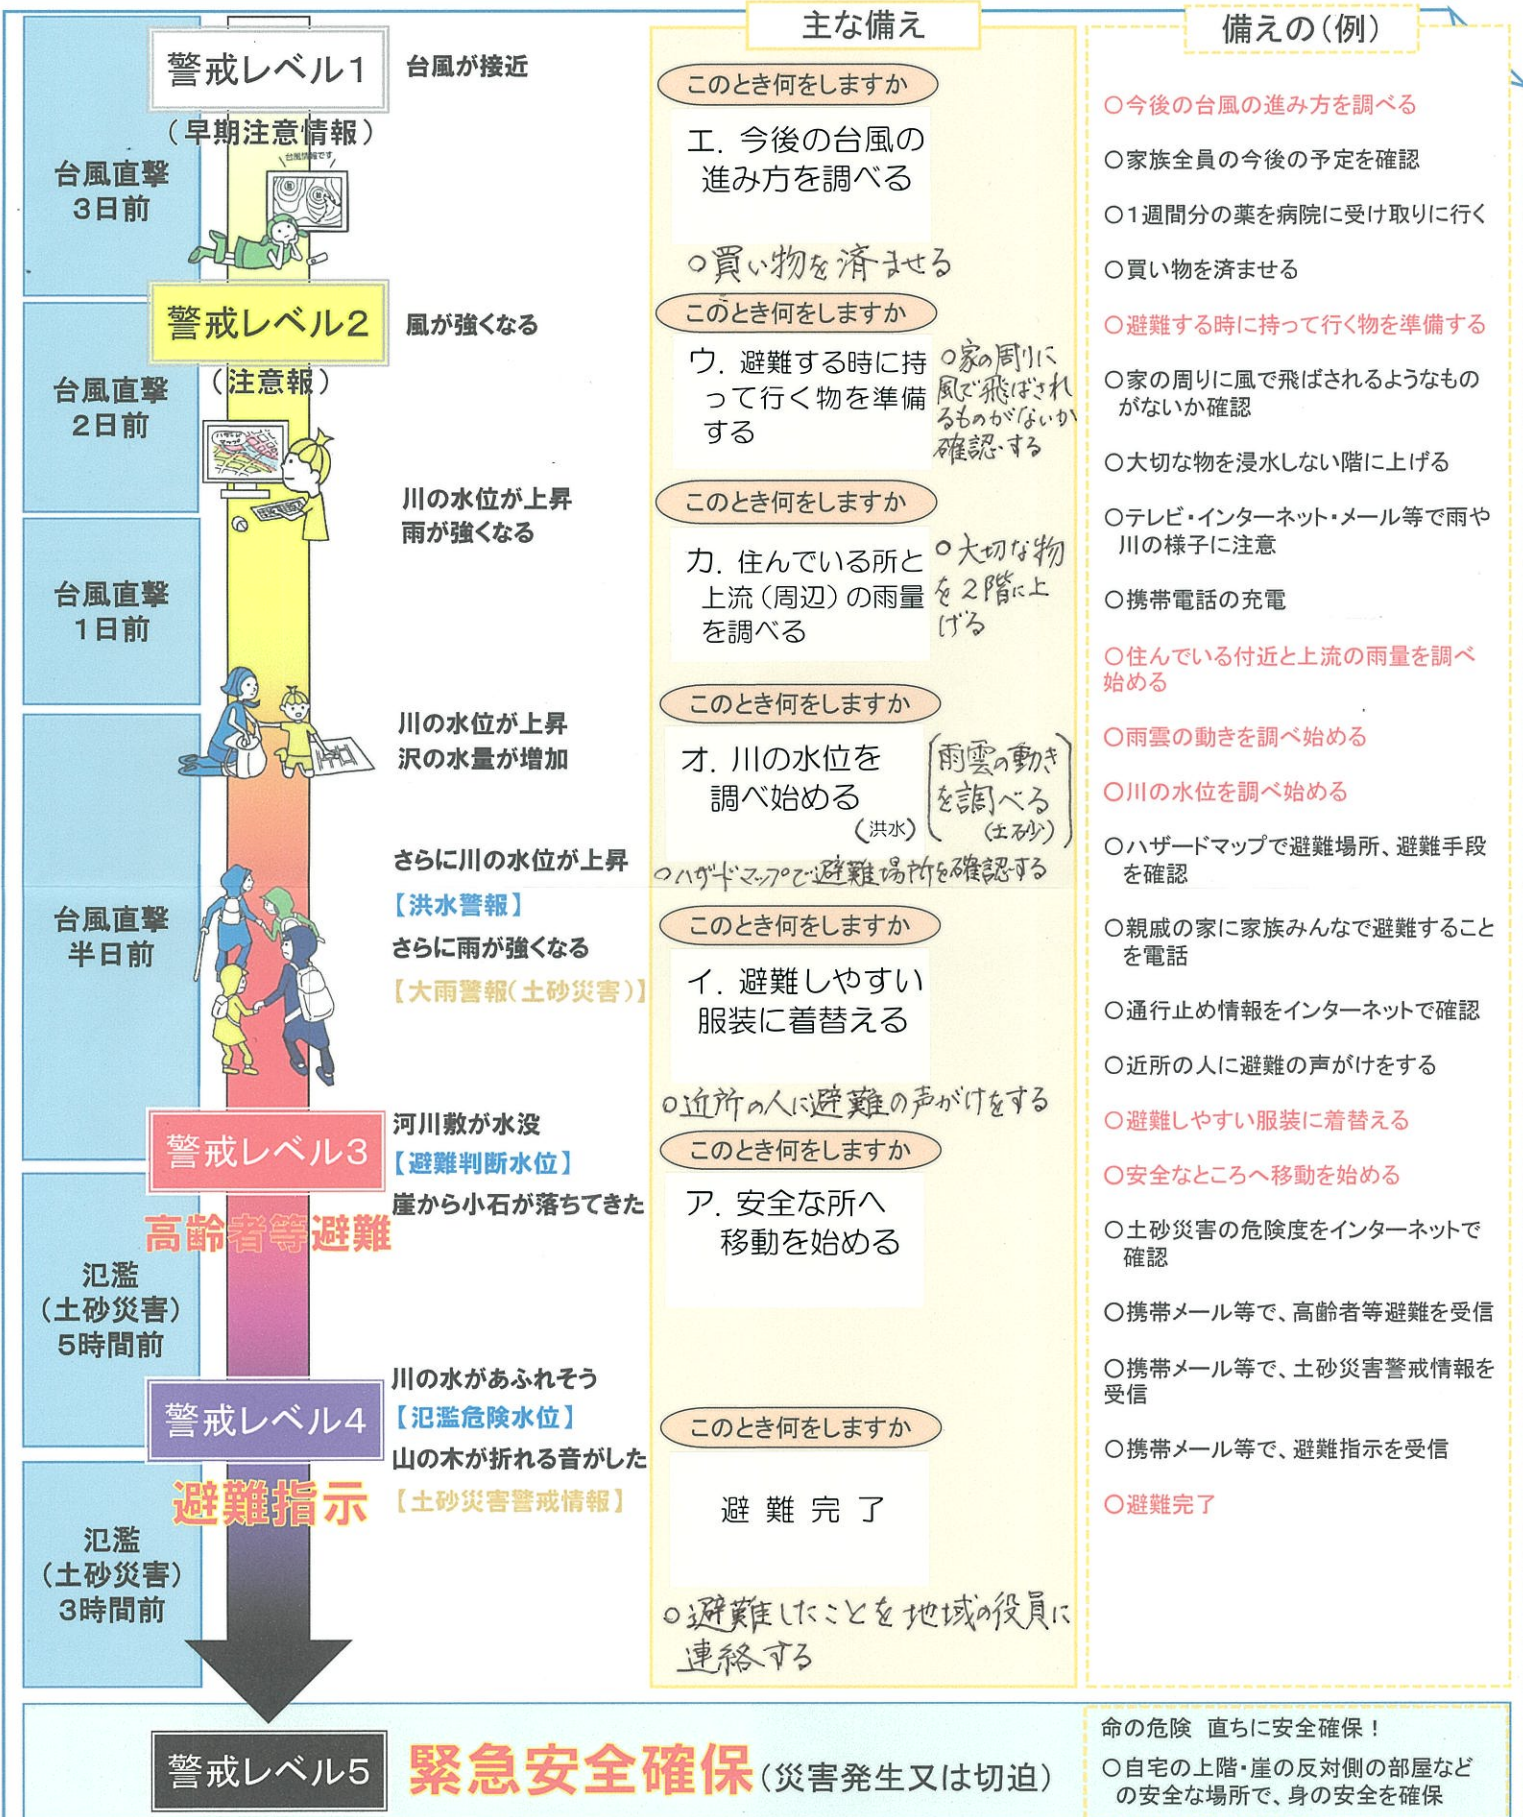 主な備え
備えの（例）
警戒レベル1
台風が接近
（早期注意情報）
台風情報です
台風直撃
3日前
このとき何をしますか
エ．今後の台風の
進み方を調べる
○買い物を済ませる
警戒レベル2
風が強くなる
（注意報）
台風直撃
2日前
このとき何をしますか
ウ．避難する時に持
って行く物を準備
する
○家の周りに
風で飛ばされ
るものがないか
確認する
川の水位が上昇
雨が強くなる
台風直撃
1日前
このとき何をしますか
カ．住んでいる所と
上流（周辺）の雨量
を調べる
○大切な物
を2階に上
げる
川の水位が上昇
沢の水量が増加
このとき何をしますか
オ．川の水位を
調べ始める
（洪水）
雨雲の動き
を調べる
（土砂）
○ハザードマップで避難場所を確認する
台風直撃
半日前
さらに川の水位が上昇
【洪水警報】
さらに雨が強くなる
【大雨警報（土砂災害）】
このとき何をしますか
イ．避難しやすい
服装に着替える
○近所の人に避難の声がけをする
警戒レベル3
高齢者等避難
河川敷が水没
【避難判断水位】
崖から小石が落ちてきた
このとき何をしますか
ア．安全な所へ
移動を始める
氾濫
（土砂災害）
5時間前
警戒レベル4
避難指示
川の水があふれそう
【氾濫危険水位】
山の木が折れる音がした
【土砂災害警戒情報】
このとき何をしますか
避難完了
○避難したことを地域の役員に
連絡する
氾濫
（土砂災害）
3時間前
○今後の台風の進み方を調べる
○家族全員の今後の予定を確認
○1週間分の薬を病院に受け取りに行く
○買い物を済ませる
○避難する時に持って行く物を準備する
○家の周りに風で飛ばされるようなもの
がないか確認
○大切な物を浸水しない階に上げる
○テレビ・インターネット・メール等で雨や
川の様子に注意
○携帯電話の充電
○住んでいる付近と上流の雨量を調べ
始める
○雨雲の動きを調べ始める
○川の水位を調べ始める
○ハザードマップで避難場所、避難手段
を確認
○親戚の家に家族みんなで避難すること
を電話
○通行止め情報をインターネットで確認
○近所の人に避難の声がけをする
○避難しやすい服装に着替える
○安全なところへ移動を始める
○土砂災害の危険度をインターネットで
確認
○携帯メール等で、高齢者等避難を受信
○携帯メール等で、土砂災害警戒情報を
受信
○携帯メール等で、避難指示を受信
○避難完了
警戒レベル5
緊急安全確保（災害発生又は切迫）
命の危険　直ちに安全確保！
○自宅の上階・崖の反対側の部屋など
の安全な場所で、身の安全を確保